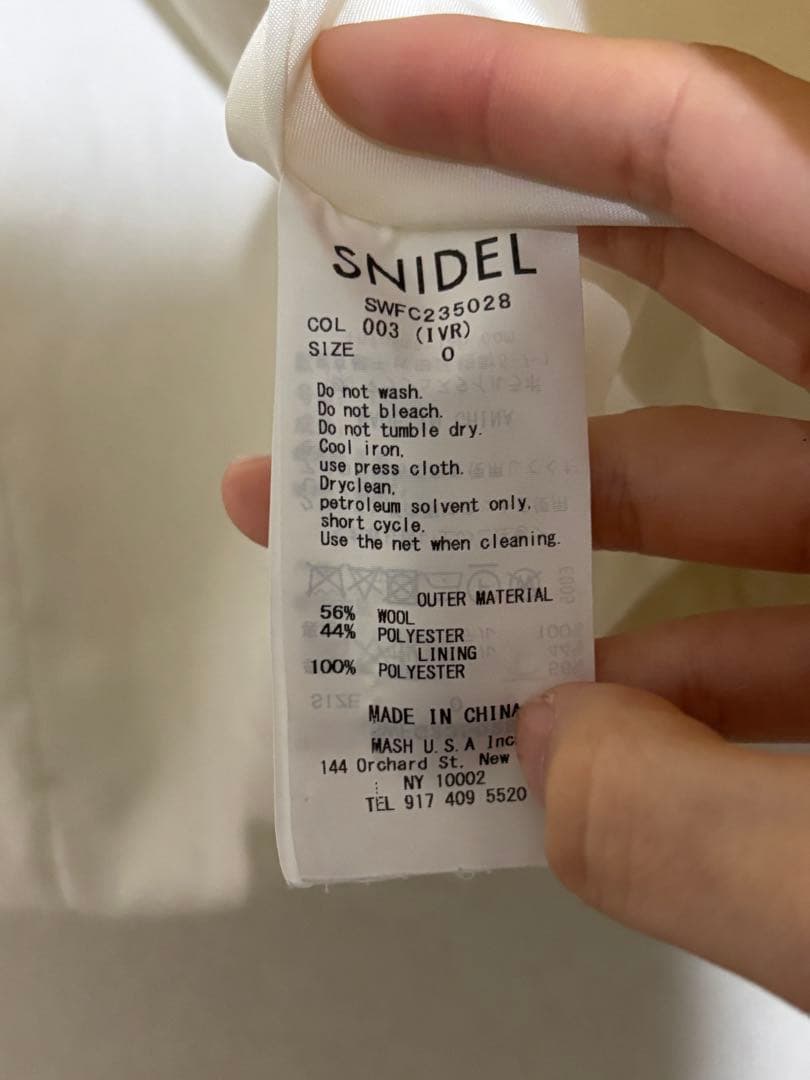 SNIDEL
SWFC235028
COL 003 (IVR)
SIZE 0
Do not wash.
Do not bleach.
Do not tumble dry.
Cool iron,
use press cloth.
Dryclean,
petroleum solvent only,
short cycle.
Use the net when cleaning.
OUTER MATERIAL
56% WOOL
44% POLYESTER
LINING
100% POLYESTER
MADE IN CHINA
MASH U.S.A Inc
144 Orchard St. New
NY 10002
TEL 917 409 5520